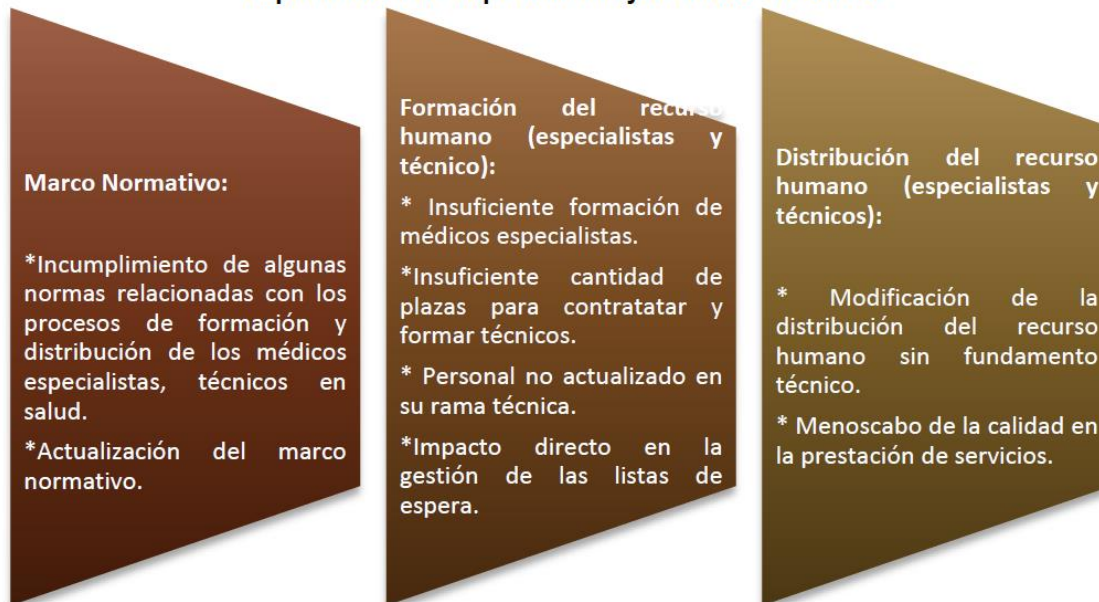 Marco Normativo:
*Incumplimiento de algunas
normas relacionadas con los
procesos de formación y
distribución de los médicos
especialistas, técnicos en
salud.
*Actualización del marco
normativo.
Formación del recurso
humano (especialistas y
técnico):
* Insuficiente formación de
médicos especialistas.
*Insuficiente cantidad de
plazas para contratatar y
formar técnicos.
* Personal no actualizado en
su rama técnica.
*Impacto directo en la
gestión de las listas de
espera.
Distribución del recurso
humano (especialistas y
técnicos):
* Modificación de la
distribución del recurso
humano sin fundamento
técnico.
* Menoscabo de la calidad en
la prestación de servicios.